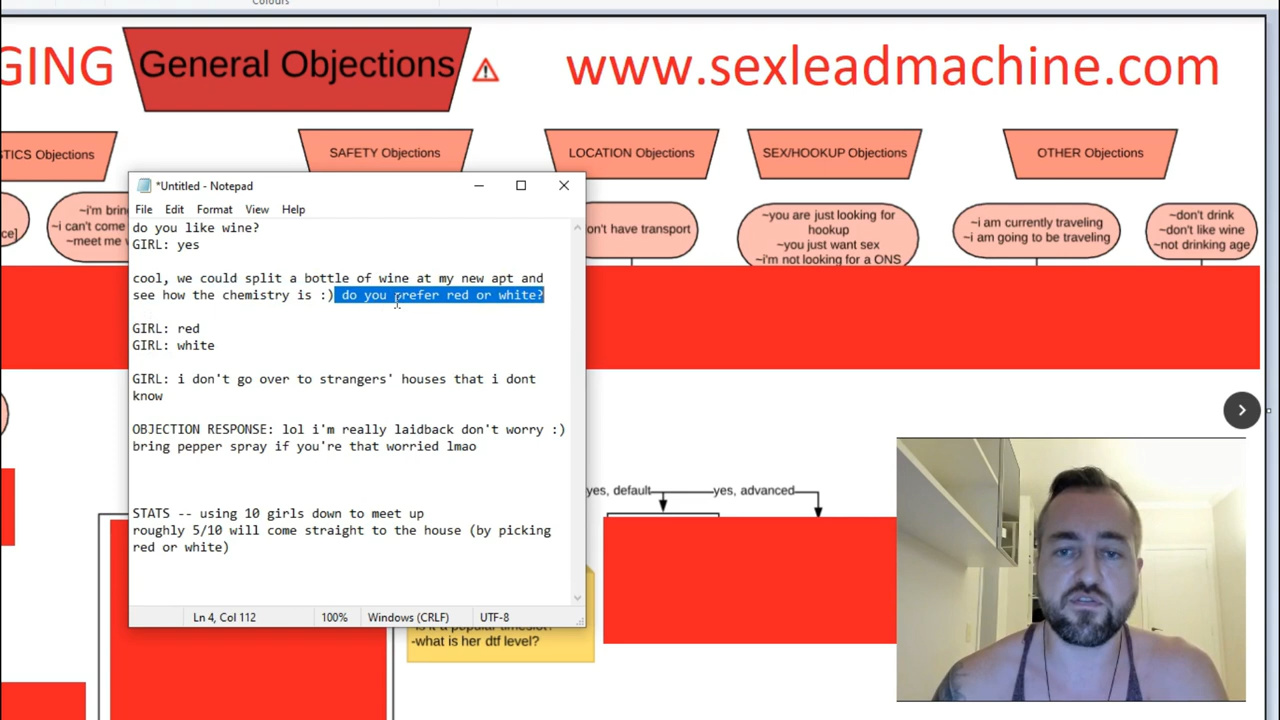 Colours
GING
General Objections
www.sexleadmachine.com
TICS Objections
SAFETY Objections
LOCATION Objections
SEX/HOOKUP Objections
OTHER Objections
*Untitled - Notepad
File Edit Format View Help
do you like wine?
GIRL: yes
cool, we could split a bottle of wine at my new apt and
see how the chemistry is :) do you prefer red or white?
GIRL: red
GIRL: white
GIRL: i don't go over to strangers' houses that i dont
know
OBJECTION RESPONSE: lol i'm really laidback don't worry :)
bring pepper spray if you're that worried lmao
STATS -- using 10 girls down to meet up
roughly 5/10 will come straight to the house (by picking
red or white)
Ln 4, Col 112 100% Windows (CRLF) UTF-8
ce]
~i'm brin
~i can't come
~meet me
on't have transport
~you are just looking for
hookup
~you just want sex
~i'm not looking for a ONS
~i am currently traveling
~i am going to be traveling
~don't drink
~don't like wine
~not drinking age
yes, default
yes, advanced
-what is her dtf level?